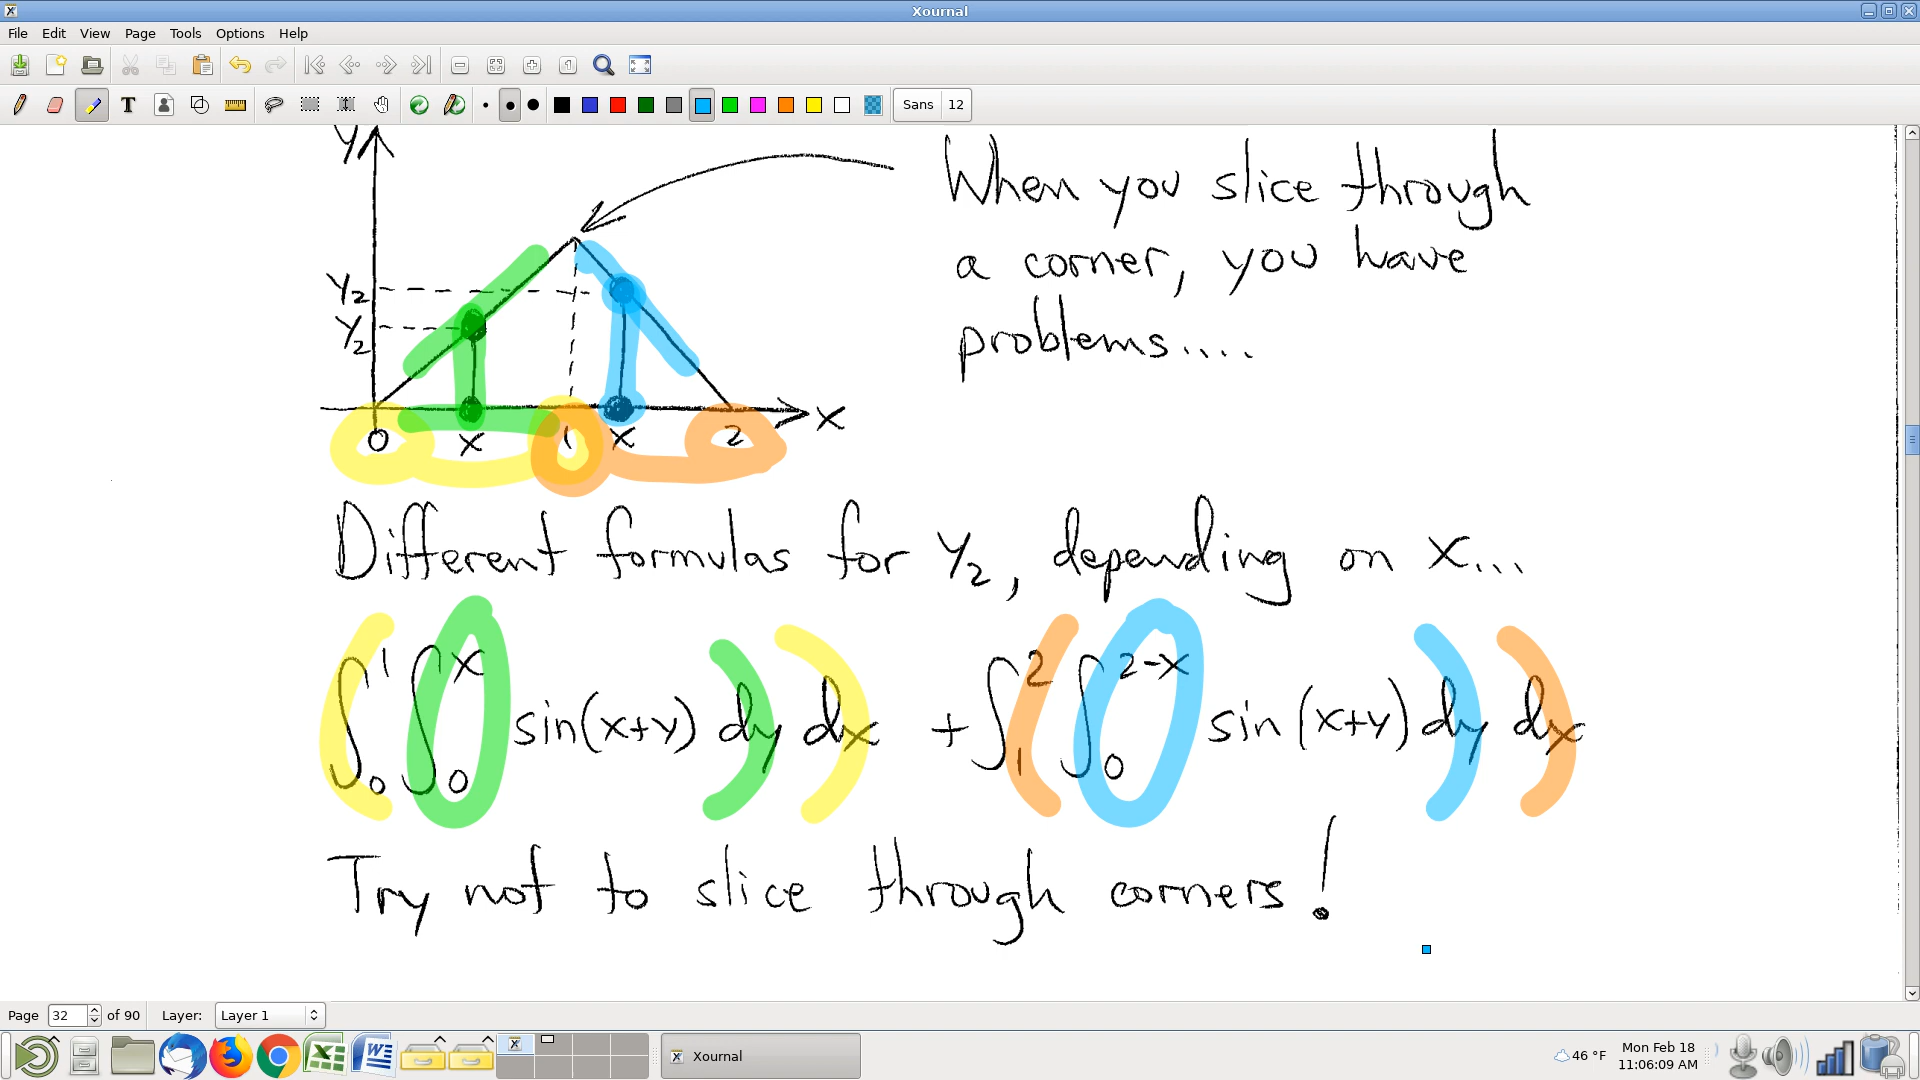 Xournal
File Edit View Page Tools Options Help
Sans 12
y
When you slice through
a corner, you have
problems....
y₂
y₂
x
0 x 1 x 2
Different formulas for y₂, depending on x...
∫₀¹ ∫₀ˣ sin(x+y) dy dx + ∫₁² ∫₀²⁻ˣ sin(x+y) dy dx
Try not to slice through corners!
Page 32 of 90 Layer: Layer 1
Xournal
46 °F
Mon Feb 18
11:06:09 AM